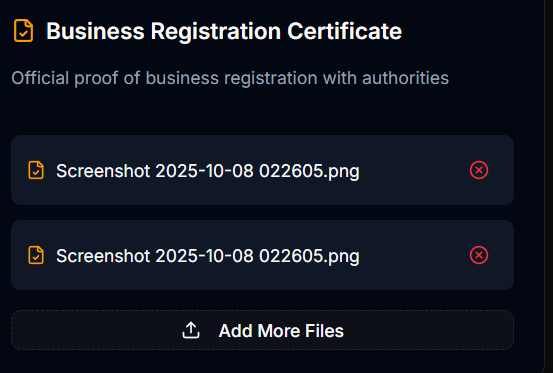 Business Registration Certificate
Official proof of business registration with authorities
Screenshot 2025-10-08 022605.png
Screenshot 2025-10-08 022605.png
Add More Files